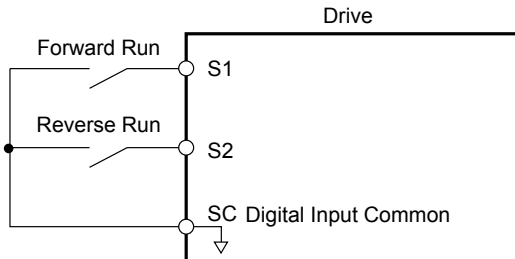 Drive
Forward Run
S1
Reverse Run
S2
SC Digital Input Common